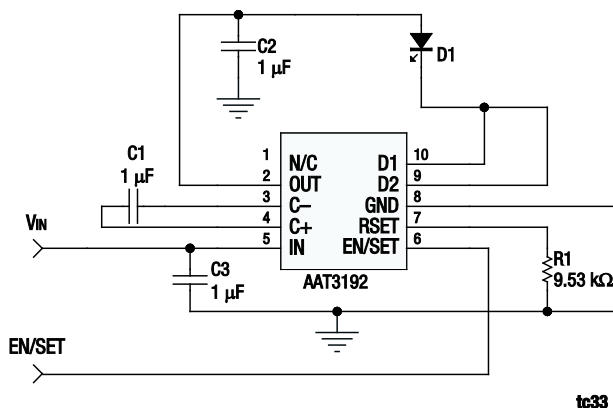 C2
1 μF
D1
C1
1 μF
1 N/C D1 10
2 OUT D2 9
3 C– GND 8
4 C+ RSET 7
5 IN EN/SET 6
VIN
C3
1 μF
AAT3192
R1
9.53 kΩ
EN/SET
tc33